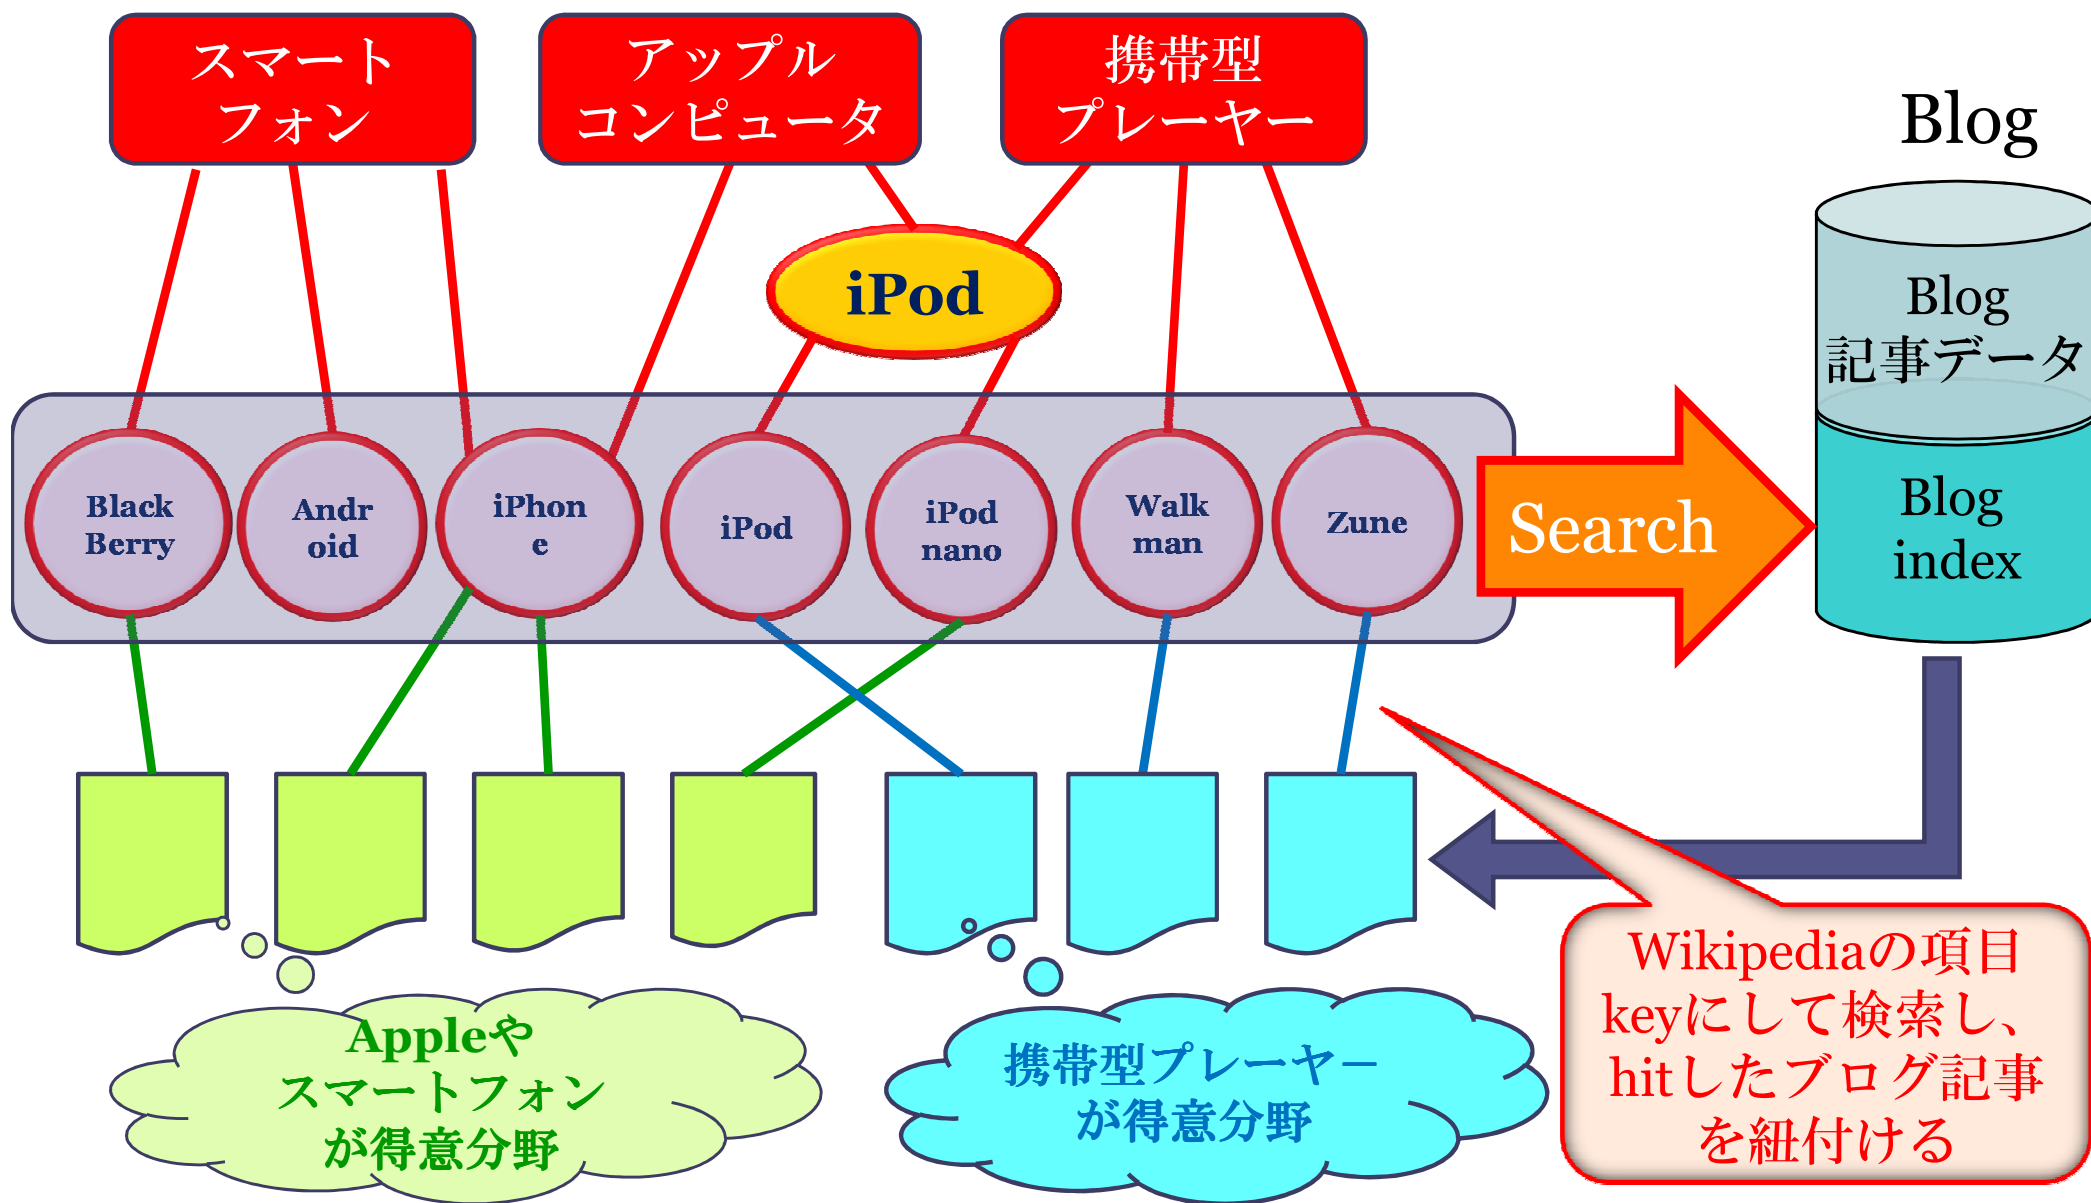 スマート
フォン
アップル
コンピュータ
携帯型
プレーヤー
Blog
iPod
Blog
記事データ
Black
Berry
Andr
oid
iPhon
e
iPod
iPod
nano
Walk
man
Zune
Search
Blog
index
Appleや
スマートフォン
が得意分野
携帯型プレーヤー
が得意分野
Wikipediaの項目
keyにして検索し、
hitしたブログ記事
を紐付ける